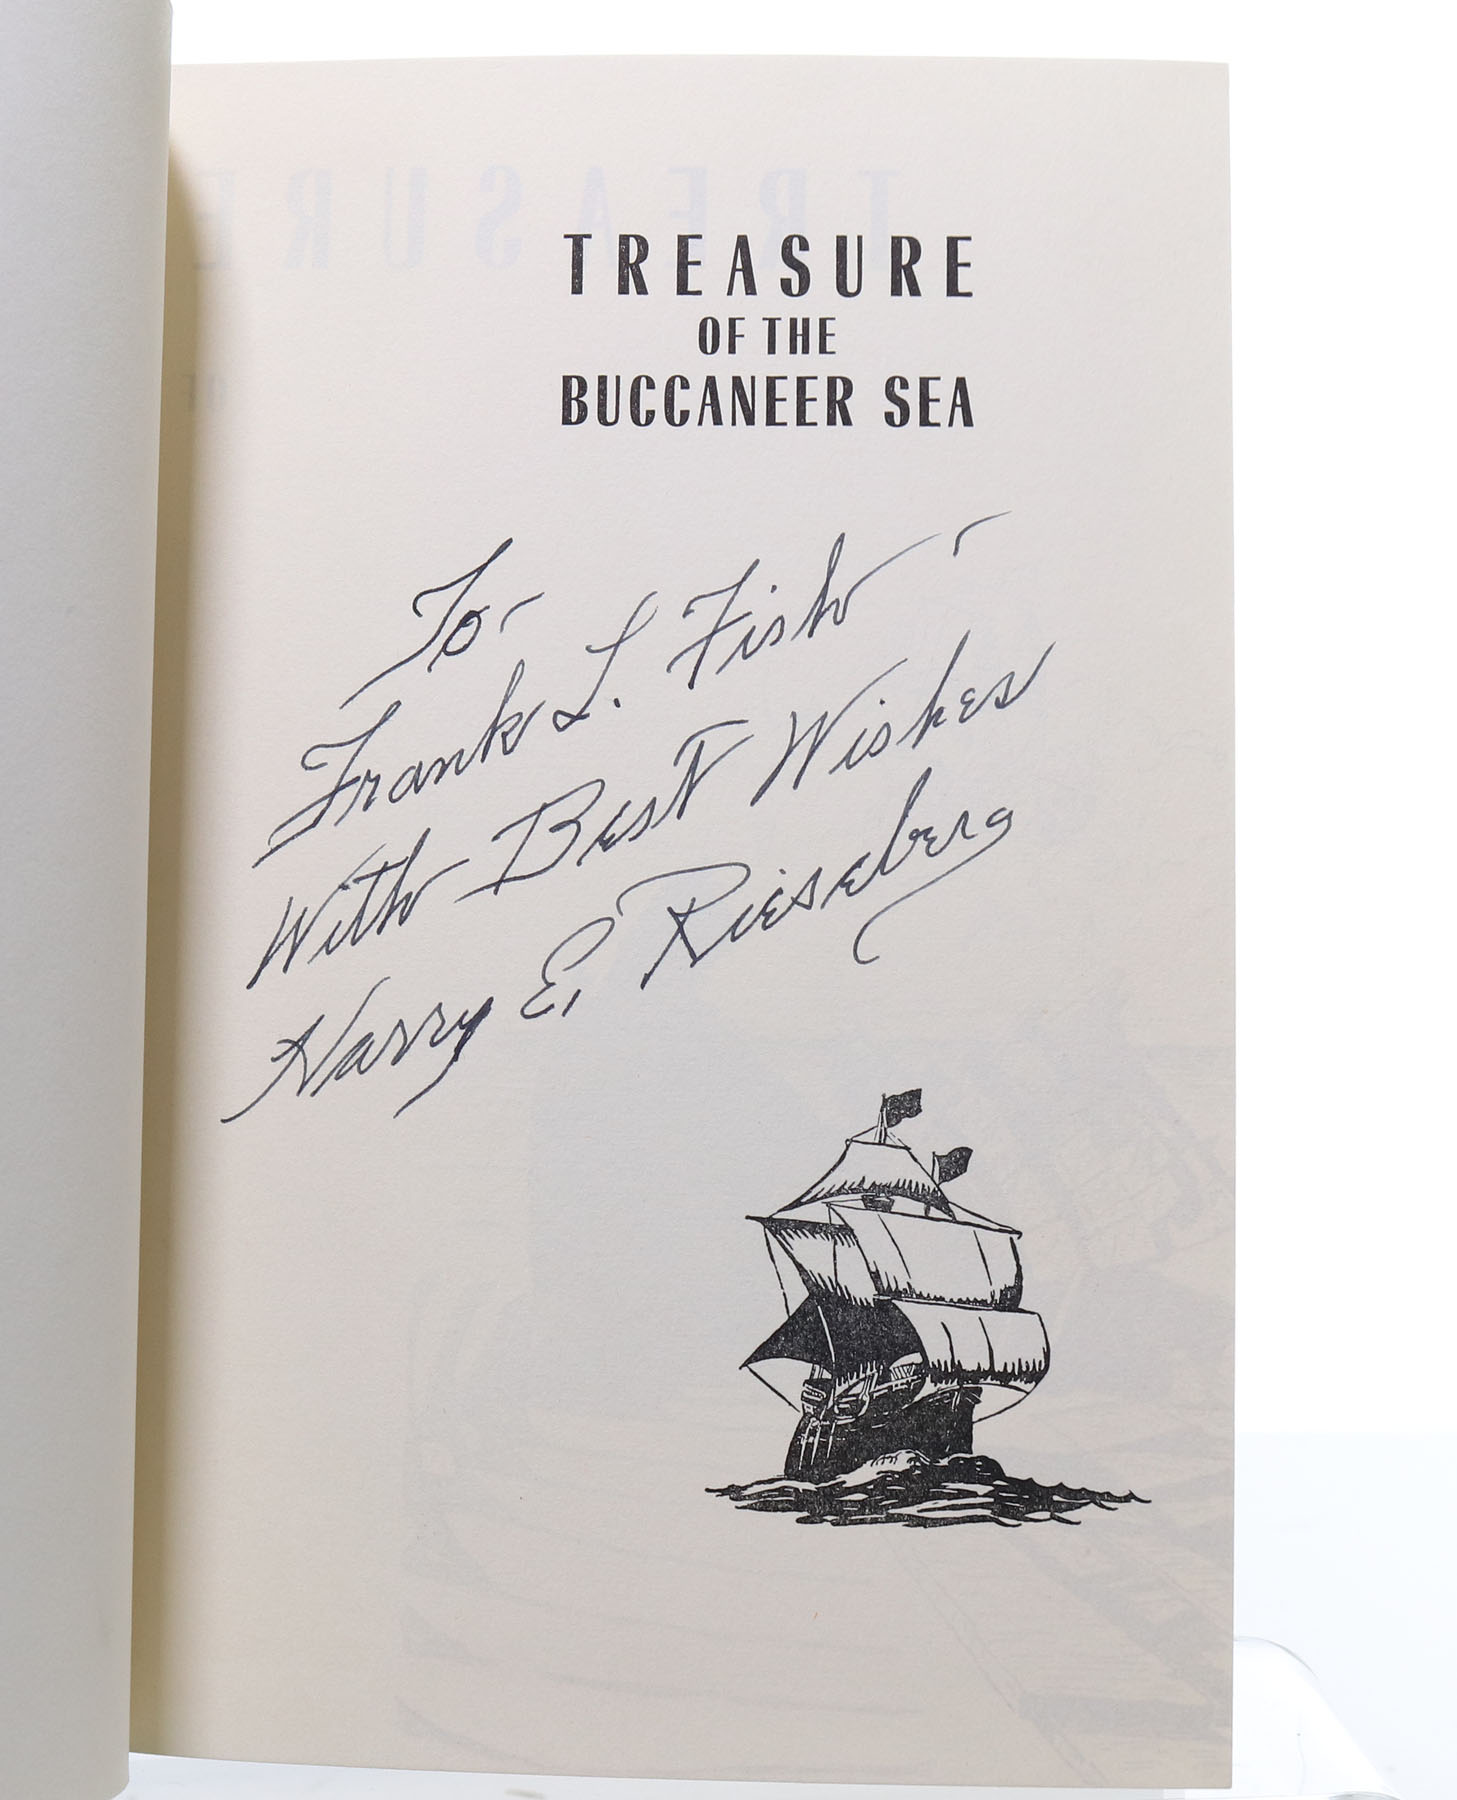 TREASURE
OF THE
BUCCANEER SEA
To -
Frank L. Fish -
With Best Wishes
Harry E. Rieseberg